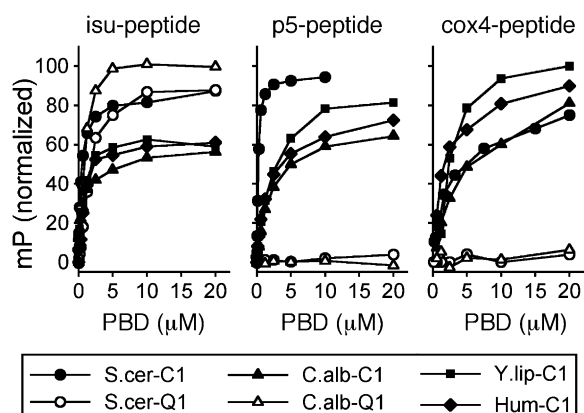 isu-peptide p5-peptide cox4-peptide
mP (normalized)
100
80
60
40
20
0
0 5 10 15 20 0 5 10 15 20 0 5 10 15 20
PBD (μM) PBD (μM) PBD (μM)
S.cer-C1 C.alb-C1 Y.lip-C1
S.cer-Q1 C.alb-Q1 Hum-C1